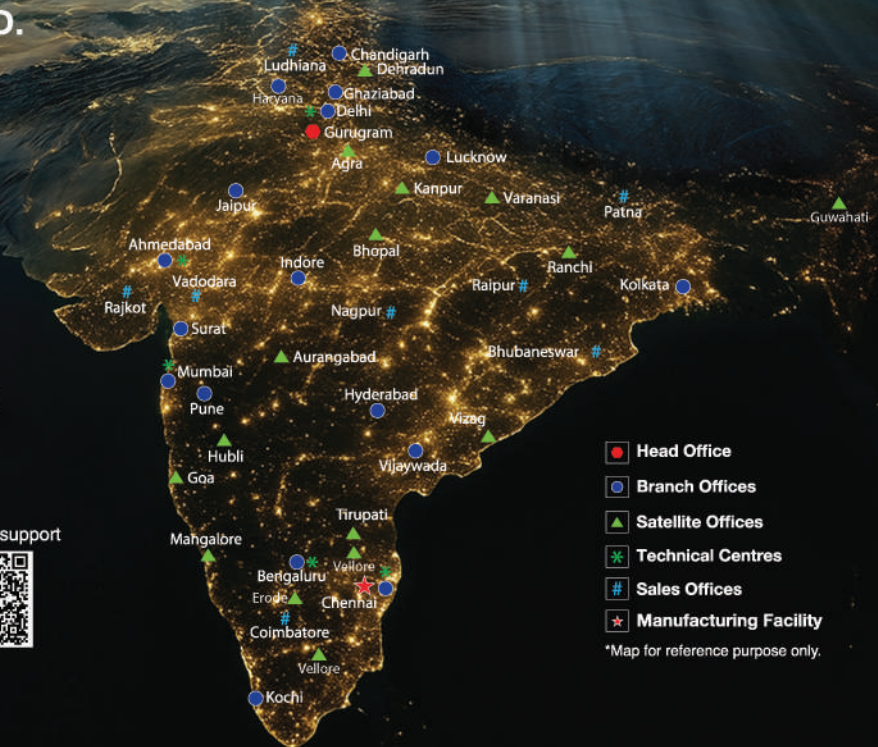 D.
Ludhiana
Chandigarh
Dehradun
Haryana
Ghaziabad
Delhi
Gurugram
Agra
Lucknow
Kanpur
Varanasi
Patna
Guwahati
Jaipur
Bhopal
Ranchi
Ahmedabad
Vadodara
Indore
Raipur
Kolkata
Rajkot
Nagpur
Surat
Bhubaneswar
Aurangabad
Mumbai
Pune
Hyderabad
Vizag
Hubli
Vijaywada
Goa
Tirupati
Mangalore
Vellore
Bengaluru
Erode
Chennai
Coimbatore
Vellore
Kochi
support
Head Office
Branch Offices
Satellite Offices
Technical Centres
# Sales Offices
Manufacturing Facility
*Map for reference purpose only.